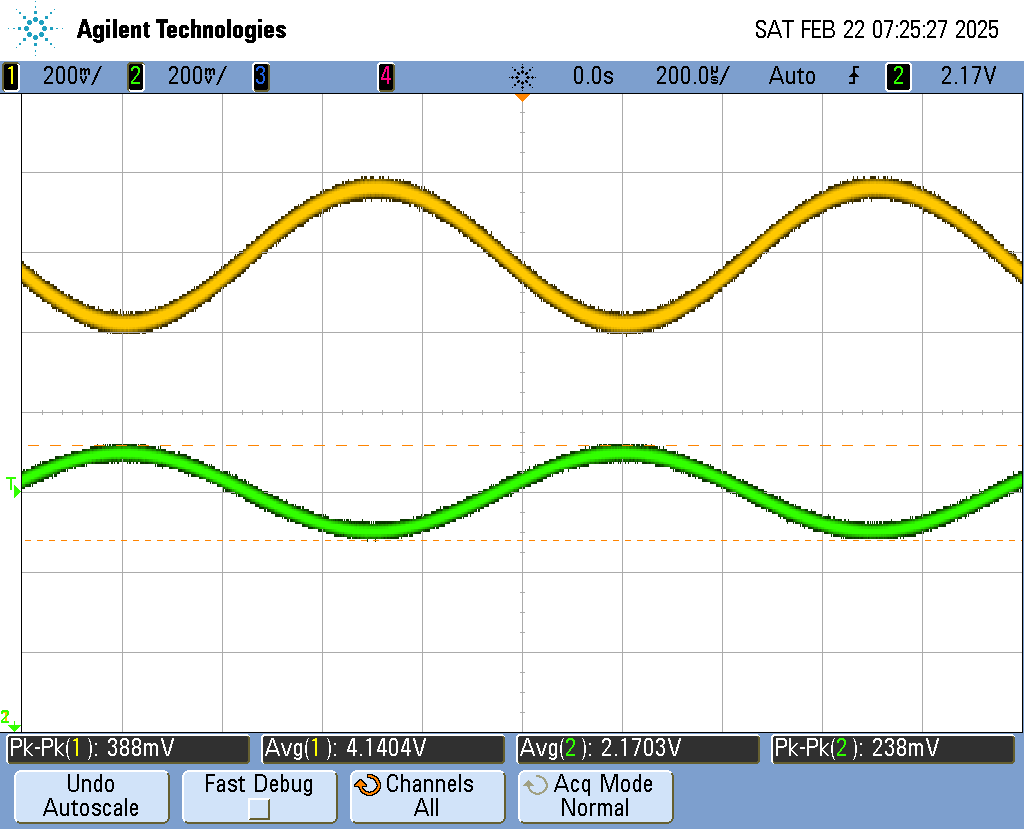 Agilent Technologies
SAT FEB 22 07:25:27 2025
1 200mV/ 2 200mV/ 3 4 0.0s 200.0µs/ Auto 2 2.17V
T
2
Pk-Pk(1): 388mV Avg(1): 4.1404V Avg(2): 2.1703V Pk-Pk(2): 238mV
Undo Autoscale
Fast Debug
Channels All
Acq Mode Normal